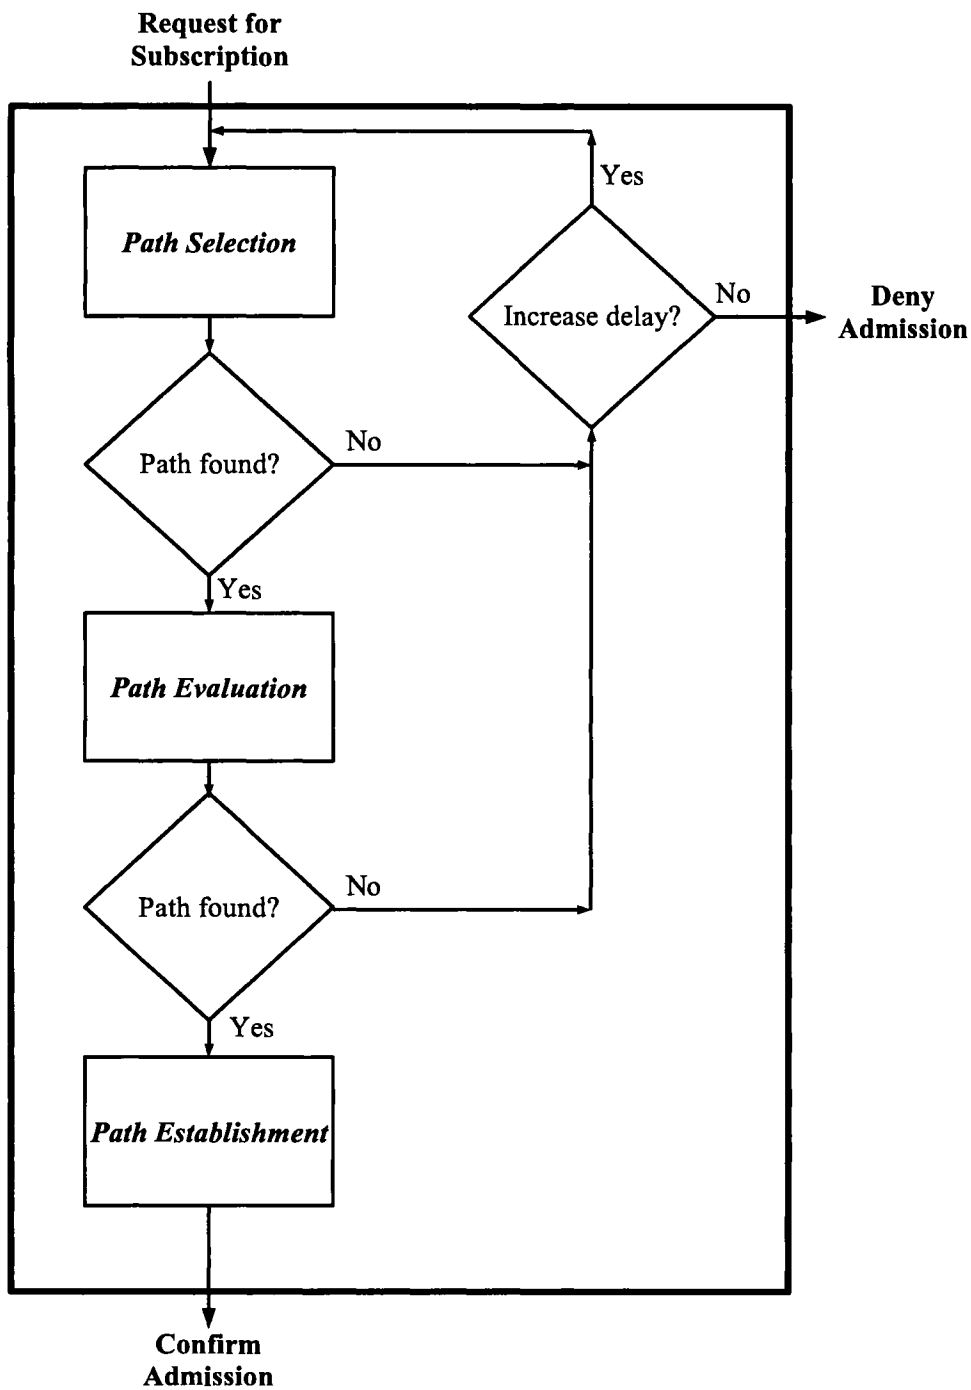 Request for
Subscription
Yes
Path Selection
Increase delay?
No
Deny
Admission
Path found?
No
Yes
Path Evaluation
Path found?
No
Yes
Path Establishment
Confirm
Admission